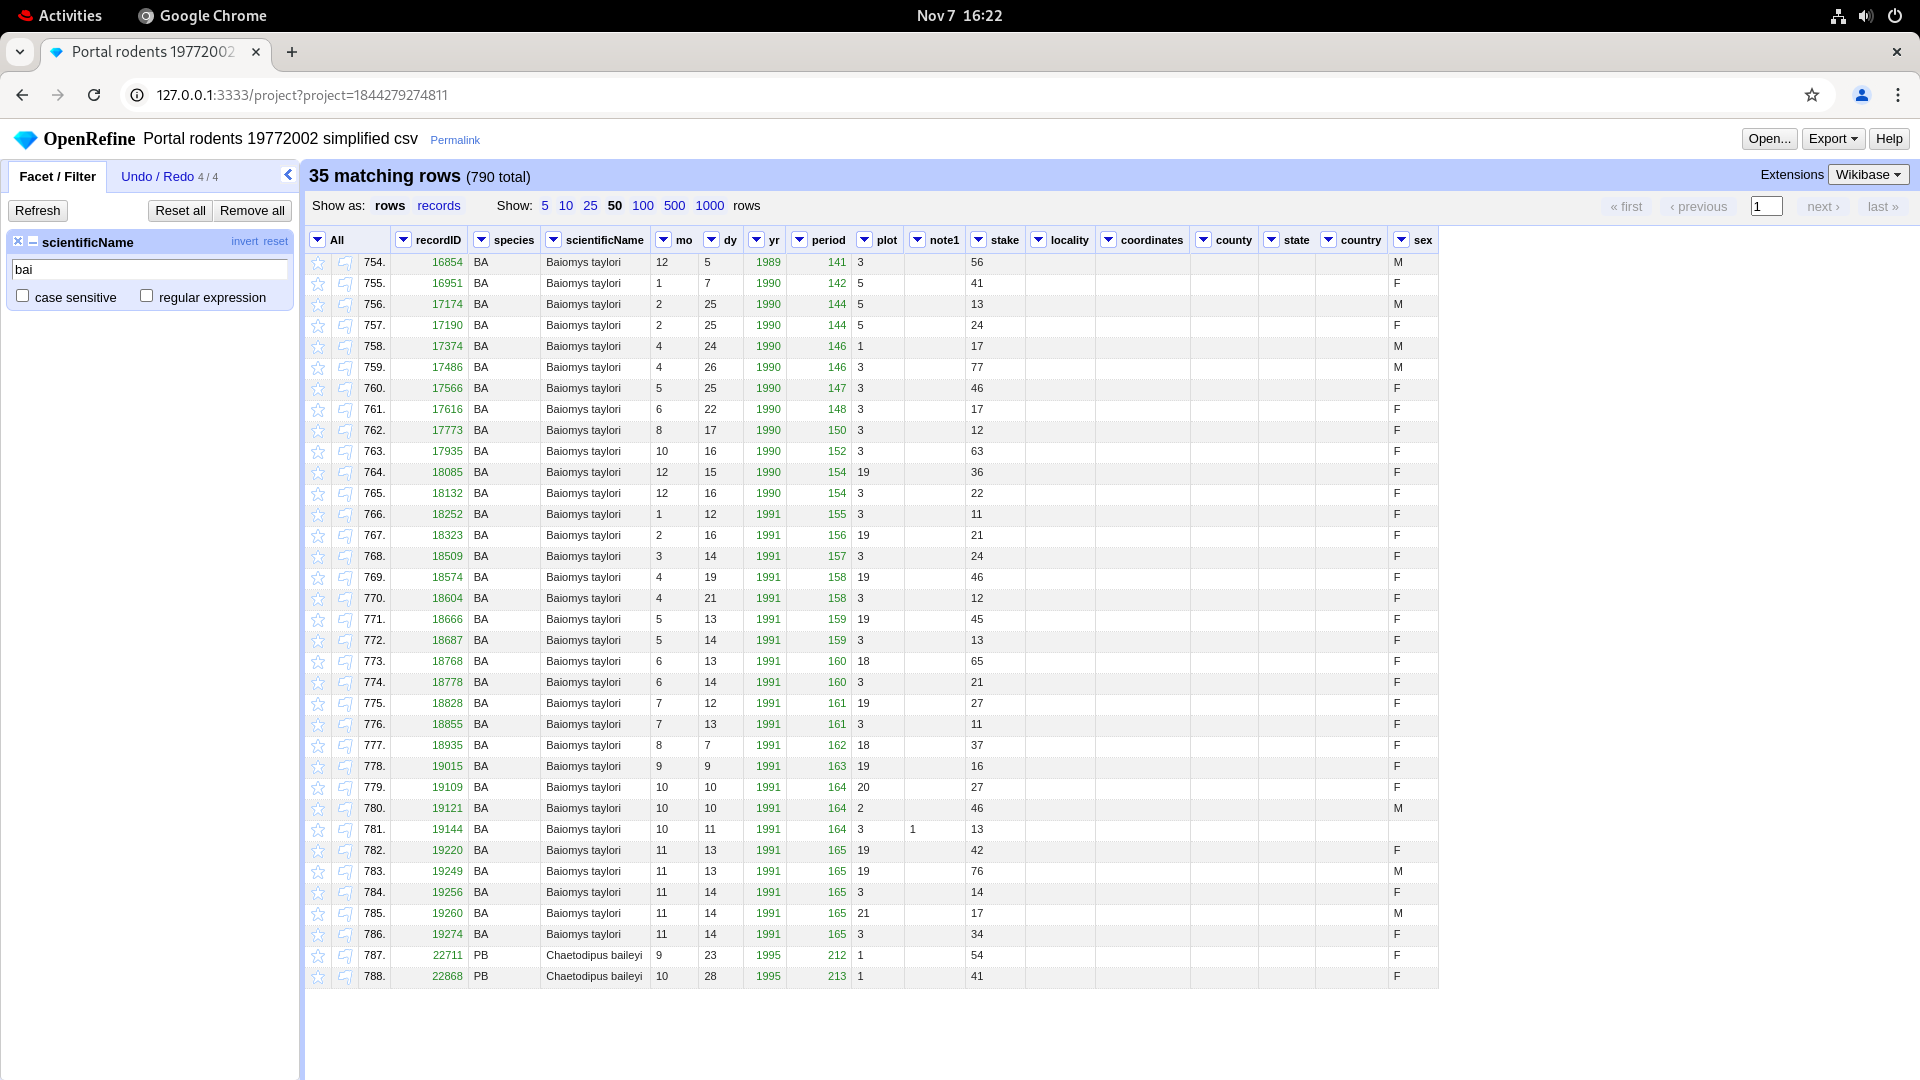 Activities
Google Chrome
Nov 7 16:22
Portal rodents 19772002
127.0.0.1:3333/project?project=1844279274811
OpenRefine Portal rodents 19772002 simplified csv Permalink
Open... Export Help
Facet / Filter Undo / Redo 4 / 4
35 matching rows (790 total)
Extensions Wikibase
Refresh Reset all Remove all
Show as: rows records Show: 5 10 25 50 100 500 1000 rows
« first ‹ previous 1 next › last »
scientificName invert reset
bai
case sensitive regular expression
All recordID species scientificName mo dy yr period plot note1 stake locality coordinates county state country sex
754. 16854 BA Baiomys taylori 12 5 1989 141 3 56 M
755. 16951 BA Baiomys taylori 1 7 1990 142 5 41 F
756. 17174 BA Baiomys taylori 2 25 1990 144 5 13 M
757. 17190 BA Baiomys taylori 2 25 1990 144 5 24 F
758. 17374 BA Baiomys taylori 4 24 1990 146 1 17 M
759. 17486 BA Baiomys taylori 4 26 1990 146 3 77 M
760. 17566 BA Baiomys taylori 5 25 1990 147 3 46 F
761. 17616 BA Baiomys taylori 6 22 1990 148 3 17 F
762. 17773 BA Baiomys taylori 8 17 1990 150 3 12 F
763. 17935 BA Baiomys taylori 10 16 1990 152 3 63 F
764. 18085 BA Baiomys taylori 12 15 1990 154 19 36 F
765. 18132 BA Baiomys taylori 12 16 1990 154 3 22 F
766. 18252 BA Baiomys taylori 1 12 1991 155 3 11 F
767. 18323 BA Baiomys taylori 2 16 1991 156 19 21 F
768. 18509 BA Baiomys taylori 3 14 1991 157 3 24 F
769. 18574 BA Baiomys taylori 4 19 1991 158 19 46 F
770. 18604 BA Baiomys taylori 4 21 1991 158 3 12 F
771. 18666 BA Baiomys taylori 5 13 1991 159 19 45 F
772. 18687 BA Baiomys taylori 5 14 1991 159 3 13 F
773. 18768 BA Baiomys taylori 6 13 1991 160 18 65 F
774. 18778 BA Baiomys taylori 6 14 1991 160 3 21 F
775. 18828 BA Baiomys taylori 7 12 1991 161 19 27 F
776. 18855 BA Baiomys taylori 7 13 1991 161 3 11 F
777. 18935 BA Baiomys taylori 8 7 1991 162 18 37 F
778. 19015 BA Baiomys taylori 9 9 1991 163 19 16 F
779. 19109 BA Baiomys taylori 10 10 1991 164 20 27 F
780. 19121 BA Baiomys taylori 10 10 1991 164 2 46 M
781. 19144 BA Baiomys taylori 10 11 1991 164 3 1 13
782. 19220 BA Baiomys taylori 11 13 1991 165 19 42 F
783. 19249 BA Baiomys taylori 11 13 1991 165 19 76 M
784. 19256 BA Baiomys taylori 11 14 1991 165 3 14 F
785. 19260 BA Baiomys taylori 11 14 1991 165 21 17 M
786. 19274 BA Baiomys taylori 11 14 1991 165 3 34 F
787. 22711 PB Chaetodipus baileyi 9 23 1995 212 1 54 F
788. 22868 PB Chaetodipus baileyi 10 28 1995 213 1 41 F